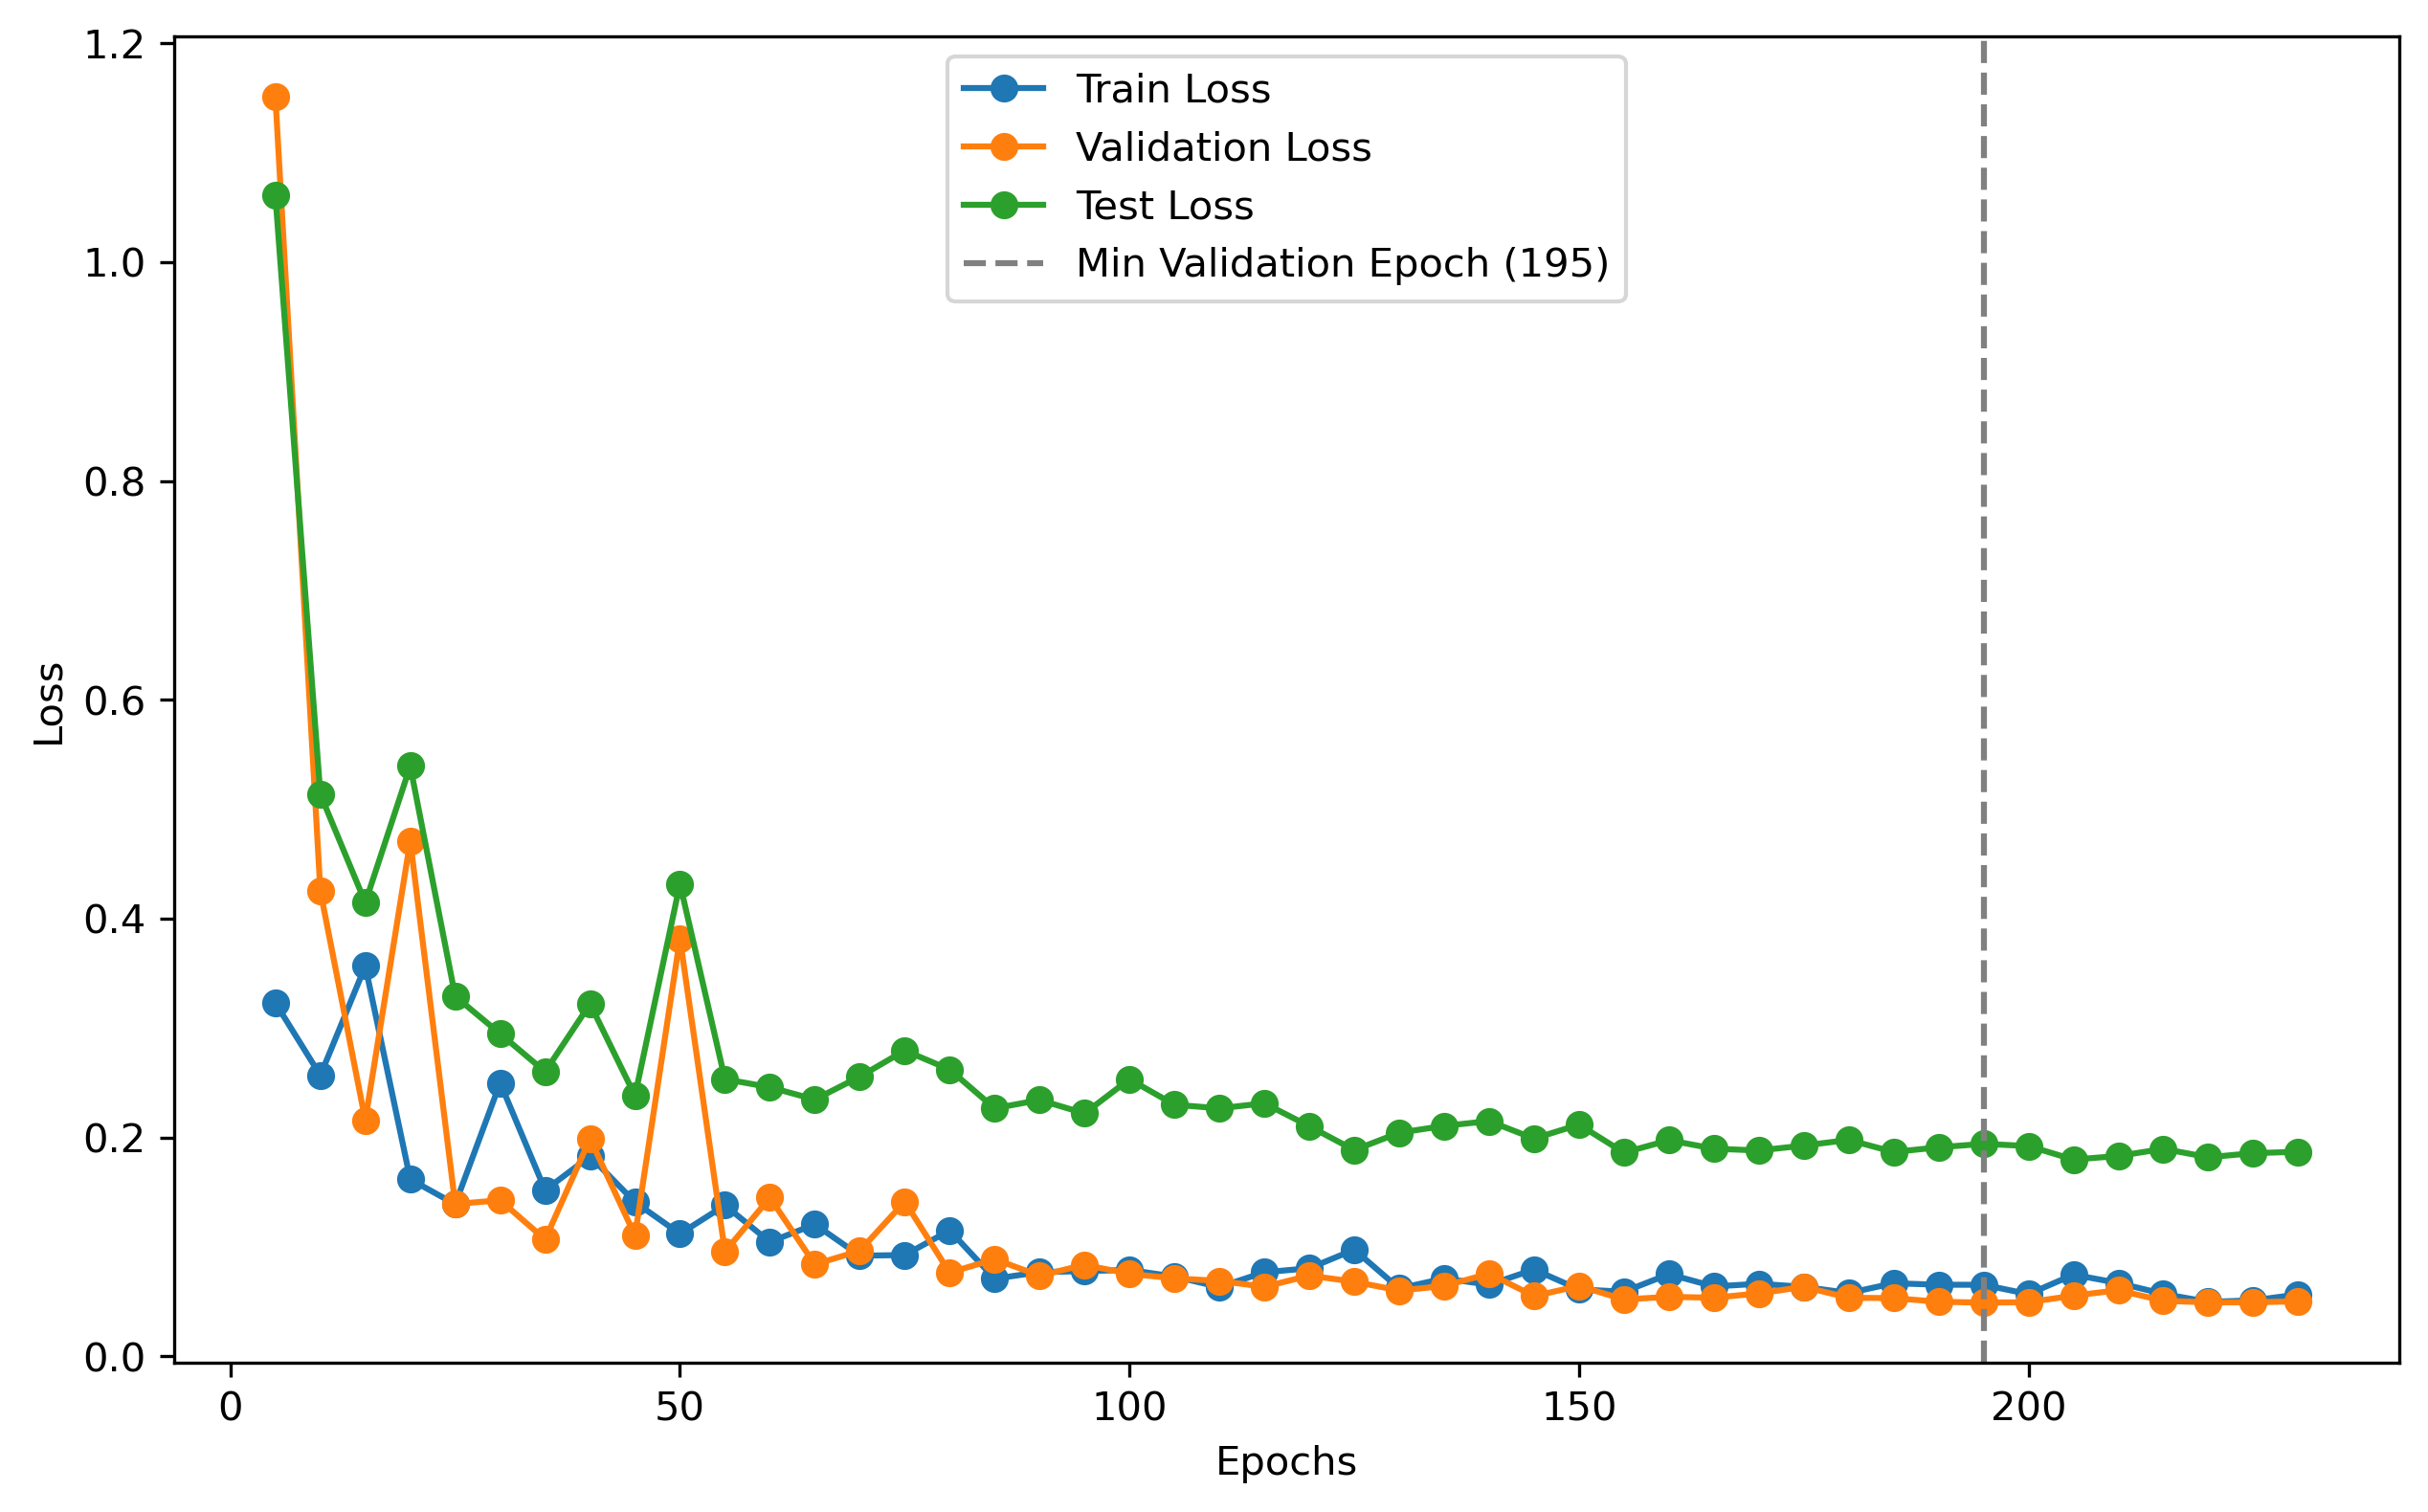 1.2
1.0
0.8
0.6
0.4
0.2
0.0
Loss
Train Loss
Validation Loss
Test Loss
Min Validation Epoch (195)
0 50 100 150 200
Epochs